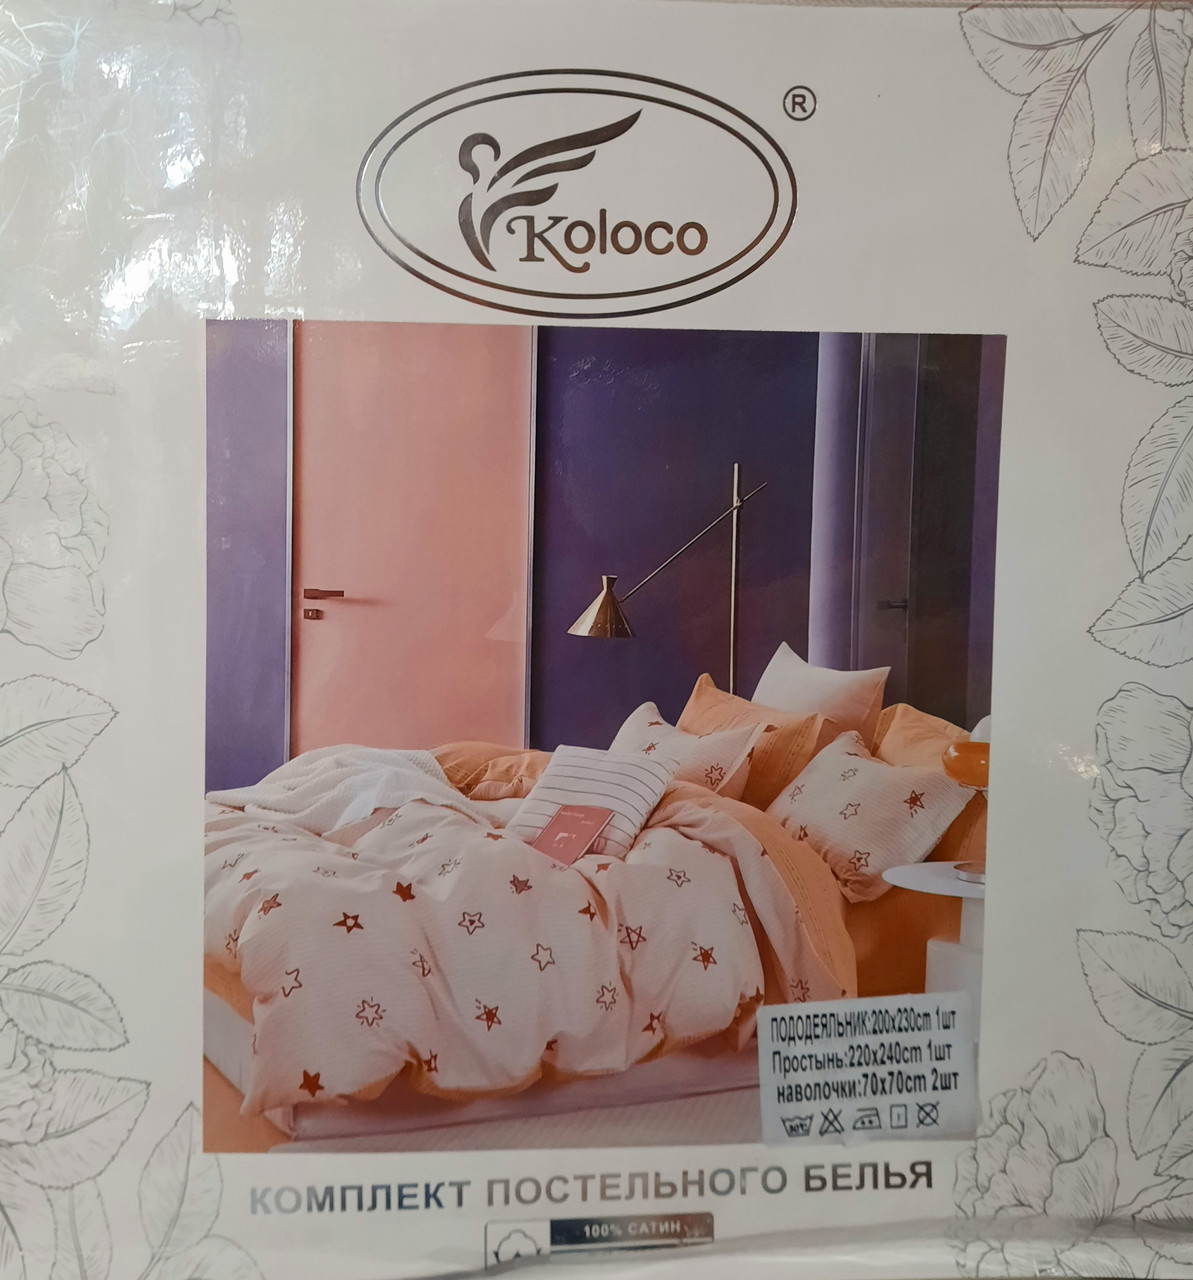 ®
Koloco
ПОДОДЕЯЛЬНИК:200x230cm 1шт
Простынь:220x240cm 1шт
наволочки:70x70cm 2шт
КОМПЛЕКТ ПОСТЕЛЬНОГО БЕЛЬЯ
100% САТИН